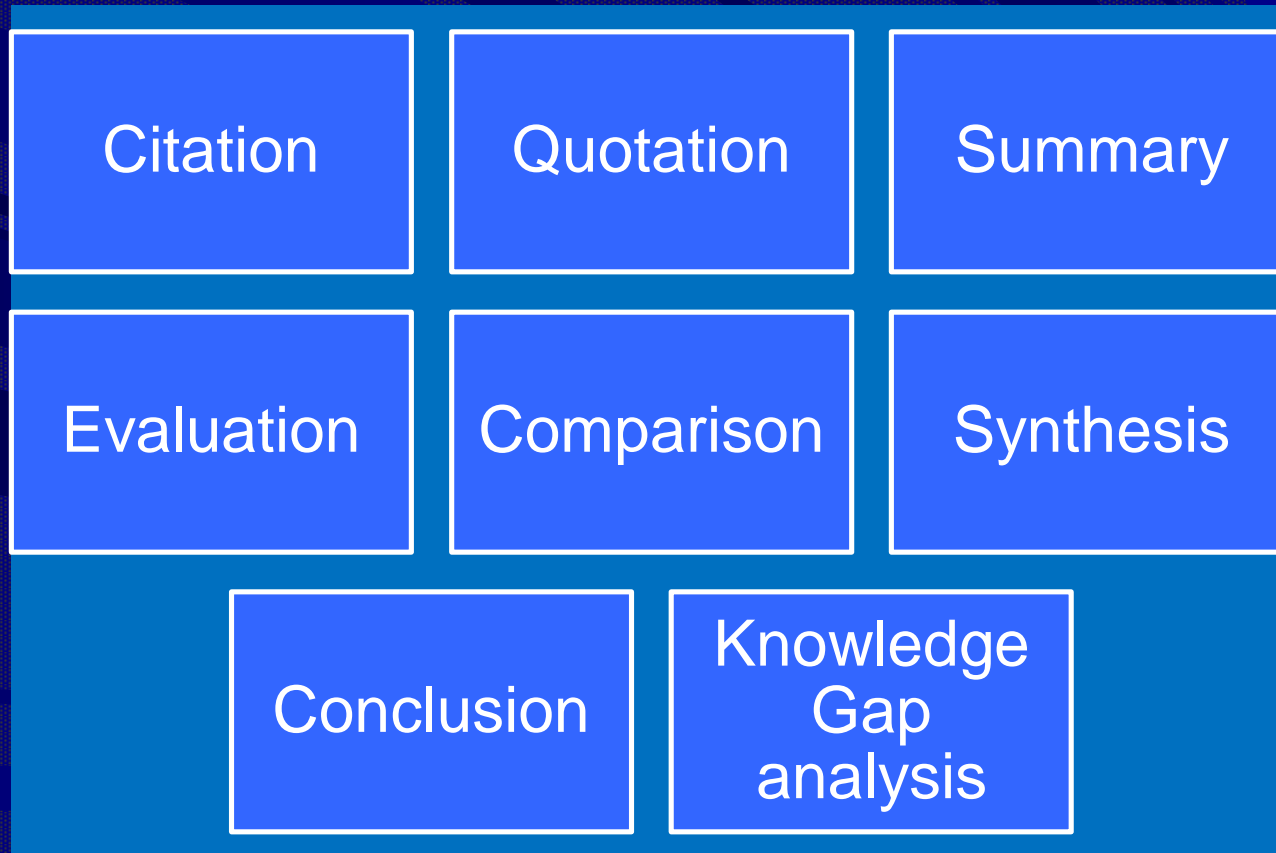 Citation
Quotation
Summary
Evaluation
Comparison
Synthesis
Conclusion
Knowledge
Gap
analysis